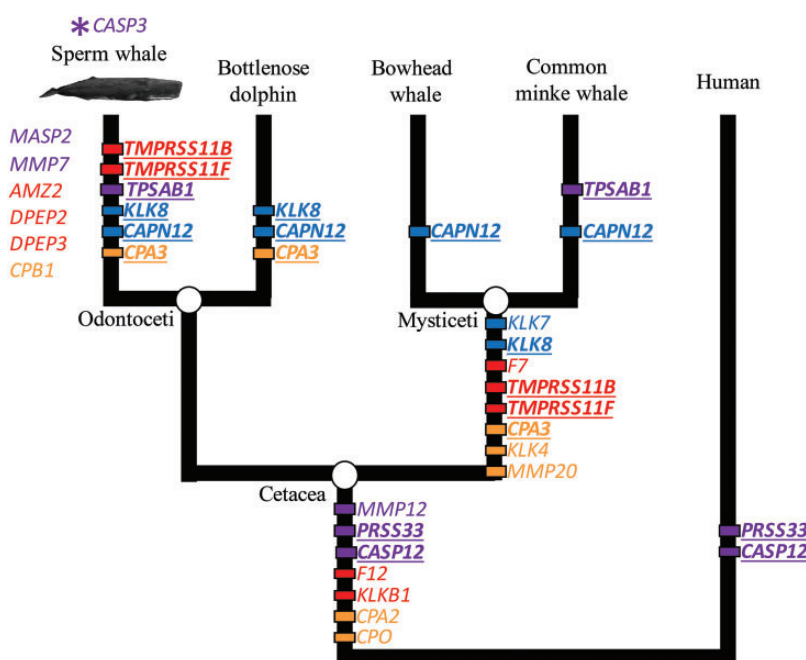 *CASP3
Sperm whale
Bottlenose
dolphin
Bowhead
whale
Common
minke whale
Human
MASP2
MMP7
AMZ2
DPEP2
DPEP3
CPB1
TMPRSS11B
TMPRSS11F
TPSAB1
KLK8
CAPN12
CPA3
KLK8
CAPN12
CPA3
CAPN12
TPSAB1
CAPN12
Odontoceti
Mysticeti
KLK7
KLK8
F7
TMPRSS11B
TMPRSS11F
CPA3
KLK4
MMP20
Cetacea
MMP12
PRSS33
CASP12
F12
KLKB1
CPA2
CPO
PRSS33
CASP12